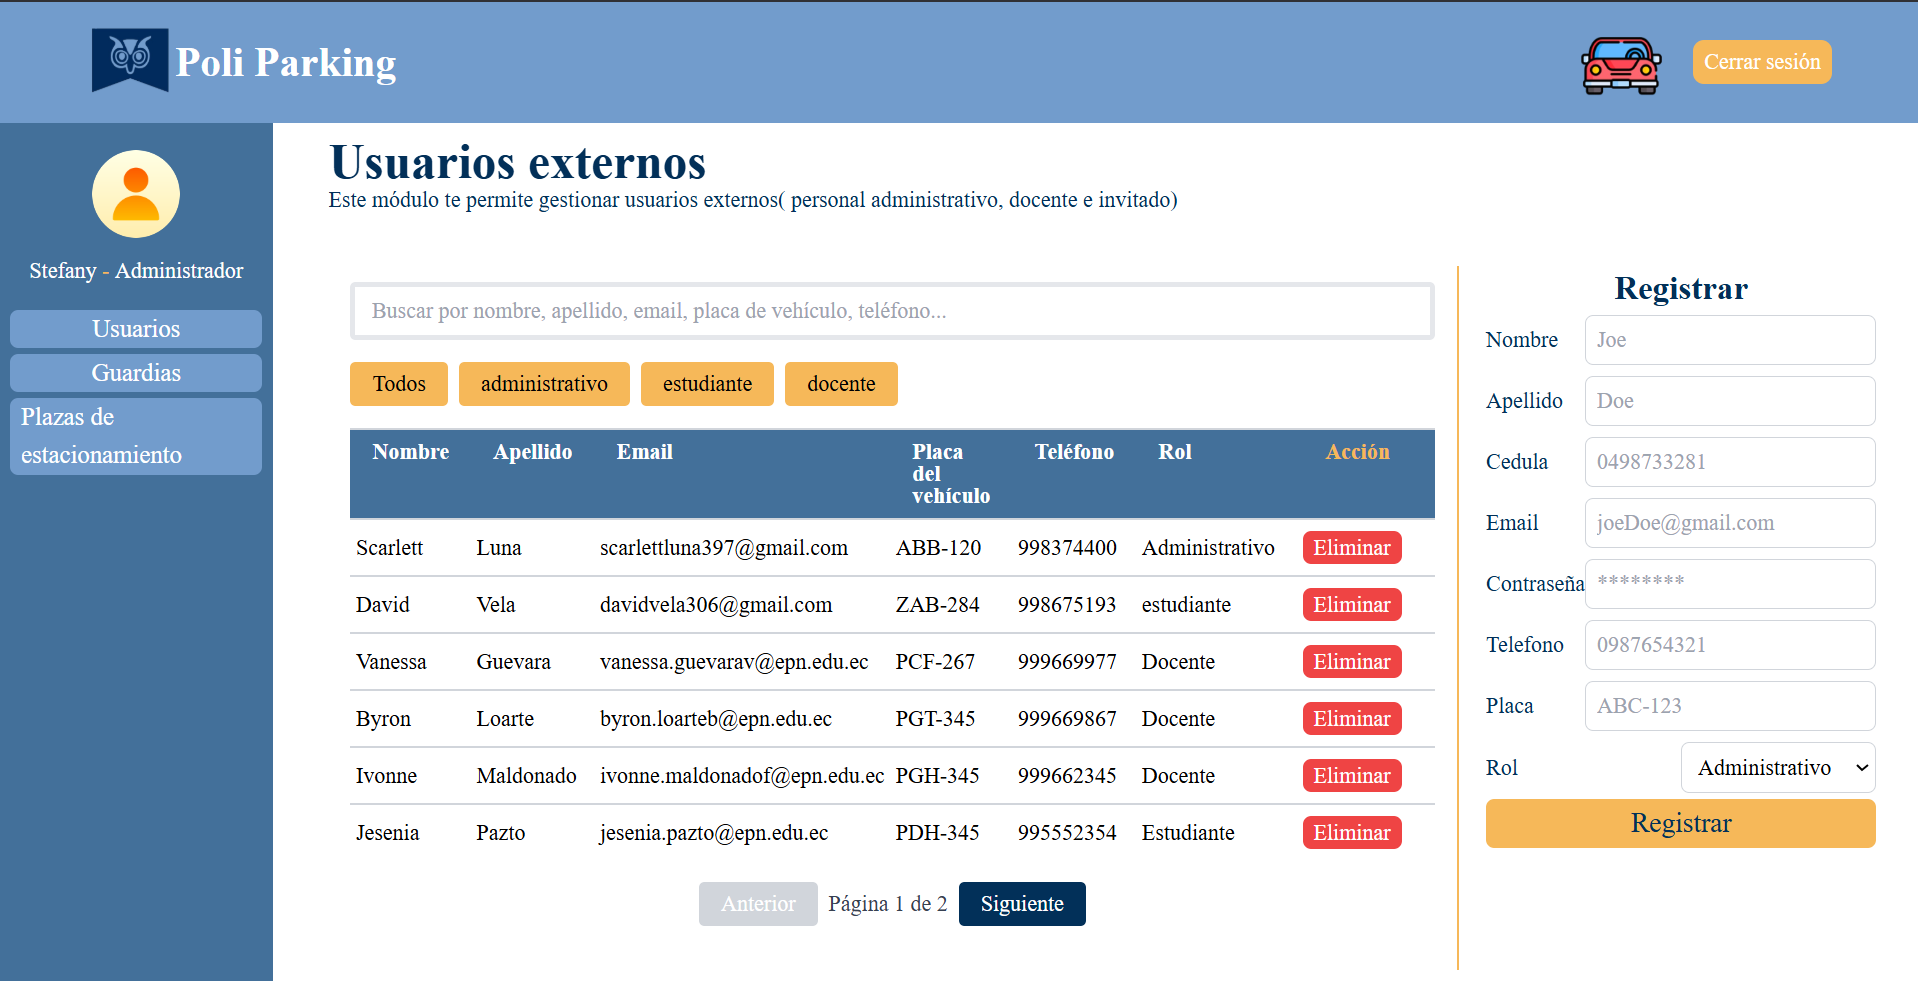 Poli Parking
Cerrar sesión
Stefany - Administrador
Usuarios
Guardias
Plazas de
estacionamiento
Usuarios externos
Este módulo te permite gestionar usuarios externos( personal administrativo, docente e invitado)
Buscar por nombre, apellido, email, placa de vehículo, teléfono...
Todos administrativo estudiante docente
Nombre Apellido Email Placa del vehículo Teléfono Rol Acción
Scarlett Luna scarlettluna397@gmail.com ABB-120 998374400 Administrativo Eliminar
David Vela davidvela306@gmail.com ZAB-284 998675193 estudiante Eliminar
Vanessa Guevara vanessa.guevarav@epn.edu.ec PCF-267 999669977 Docente Eliminar
Byron Loarte byron.loarteb@epn.edu.ec PGT-345 999669867 Docente Eliminar
Ivonne Maldonado ivonne.maldonadof@epn.edu.ec PGH-345 999662345 Docente Eliminar
Jesenia Pazto jesenia.pazto@epn.edu.ec PDH-345 995552354 Estudiante Eliminar
Anterior Página 1 de 2 Siguiente
Registrar
Nombre Joe
Apellido Doe
Cedula 0498733281
Email joeDoe@gmail.com
Contraseña ********
Telefono 0987654321
Placa ABC-123
Rol Administrativo
Registrar